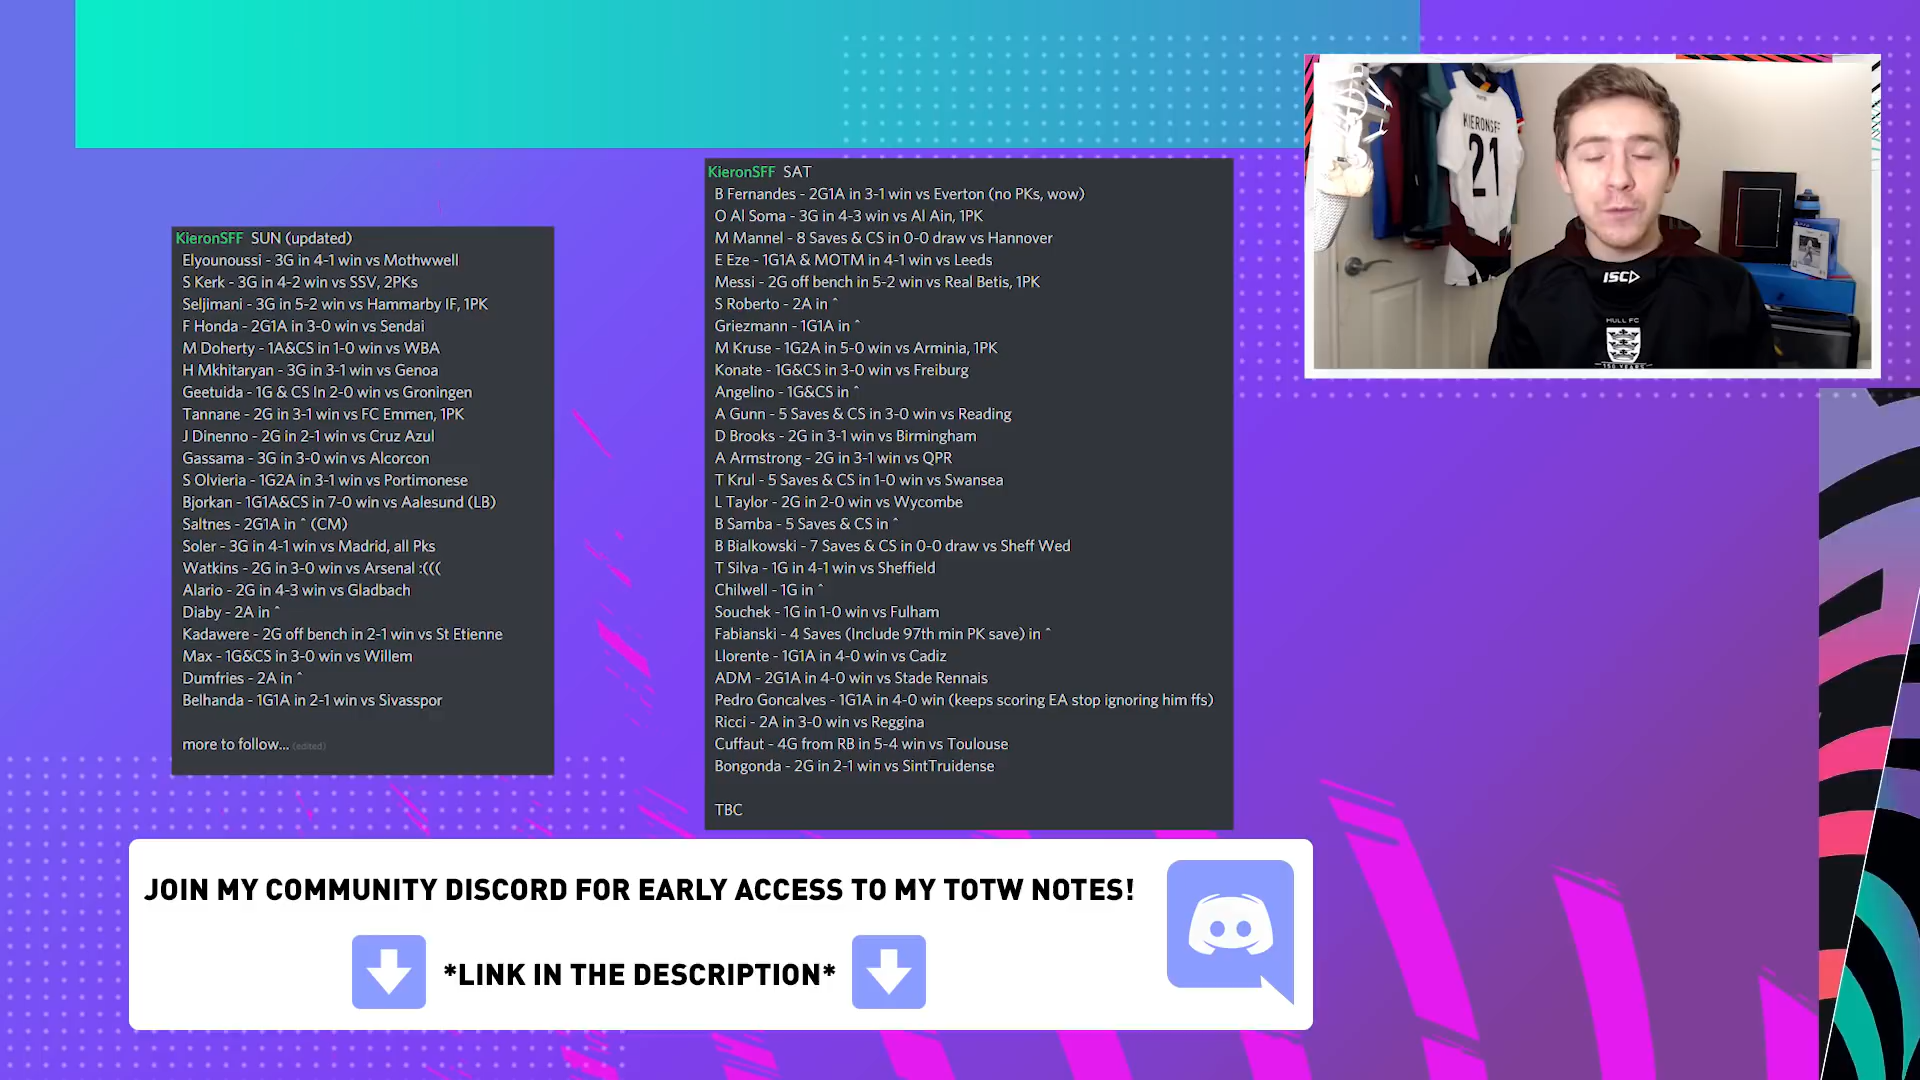 KieronSFF SUN (updated)
Elyounoussi - 3G in 4-1 win vs Mothwwell
S Kerk - 3G in 4-2 win vs SSV, 2PKs
Seljimani - 3G in 5-2 win vs Hammarby IF, 1PK
F Honda - 2G1A in 3-0 win vs Sendai
M Doherty - 1A&CS in 1-0 win vs WBA
H Mkhitaryan - 3G in 3-1 win vs Genoa
Geetuida - 1G & CS In 2-0 win vs Groningen
Tannane - 2G in 3-1 win vs FC Emmen, 1PK
J Dinenno - 2G in 2-1 win vs Cruz Azul
Gassama - 3G in 3-0 win vs Alcorcon
S Olvieria - 1G2A in 3-1 win vs Portimonese
Bjorkan - 1G1A&CS in 7-0 win vs Aalesund (LB)
Saltnes - 2G1A in ^ (CM)
Soler - 3G in 4-1 win vs Madrid, all Pks
Watkins - 2G in 3-0 win vs Arsenal :(((
Alario - 2G in 4-3 win vs Gladbach
Diaby - 2A in ^
Kadawere - 2G off bench in 2-1 win vs St Etienne
Max - 1G&CS in 3-0 win vs Willem
Dumfries - 2A in ^
Belhanda - 1G1A in 2-1 win vs Sivasspor
more to follow... (edited)
KieronSFF SAT
B Fernandes - 2G1A in 3-1 win vs Everton (no PKs, wow)
O Al Soma - 3G in 4-3 win vs Al Ain, 1PK
M Mannel - 8 Saves & CS in 0-0 draw vs Hannover
E Eze - 1G1A & MOTM in 4-1 win vs Leeds
Messi - 2G off bench in 5-2 win vs Real Betis, 1PK
S Roberto - 2A in ^
Griezmann - 1G1A in ^
M Kruse - 1G2A in 5-0 win vs Arminia, 1PK
Konate - 1G&CS in 3-0 win vs Freiburg
Angelino - 1G&CS in ^
A Gunn - 5 Saves & CS in 3-0 win vs Reading
D Brooks - 2G in 3-1 win vs Birmingham
A Armstrong - 2G in 3-1 win vs QPR
T Krul - 5 Saves & CS in 1-0 win vs Swansea
L Taylor - 2G in 2-0 win vs Wycombe
B Samba - 5 Saves & CS in ^
B Bialkowski - 7 Saves & CS in 0-0 draw vs Sheff Wed
T Silva - 1G in 4-1 win vs Sheffield
Chilwell - 1G in ^
Souchek - 1G in 1-0 win vs Fulham
Fabianski - 4 Saves (Include 97th min PK save) in ^
Llorente - 1G1A in 4-0 win vs Cadiz
ADM - 2G1A in 4-0 win vs Stade Rennais
Pedro Goncalves - 1G1A in 4-0 win (keeps scoring EA stop ignoring him ffs)
Ricci - 2A in 3-0 win vs Reggina
Cuffaut - 4G from RB in 5-4 win vs Toulouse
Bongonda - 2G in 2-1 win vs SintTruidense
TBC
KIERONSFF
21
ISC
HULL FC
150 YEARS
JOIN MY COMMUNITY DISCORD FOR EARLY ACCESS TO MY TOTW NOTES!
*LINK IN THE DESCRIPTION*